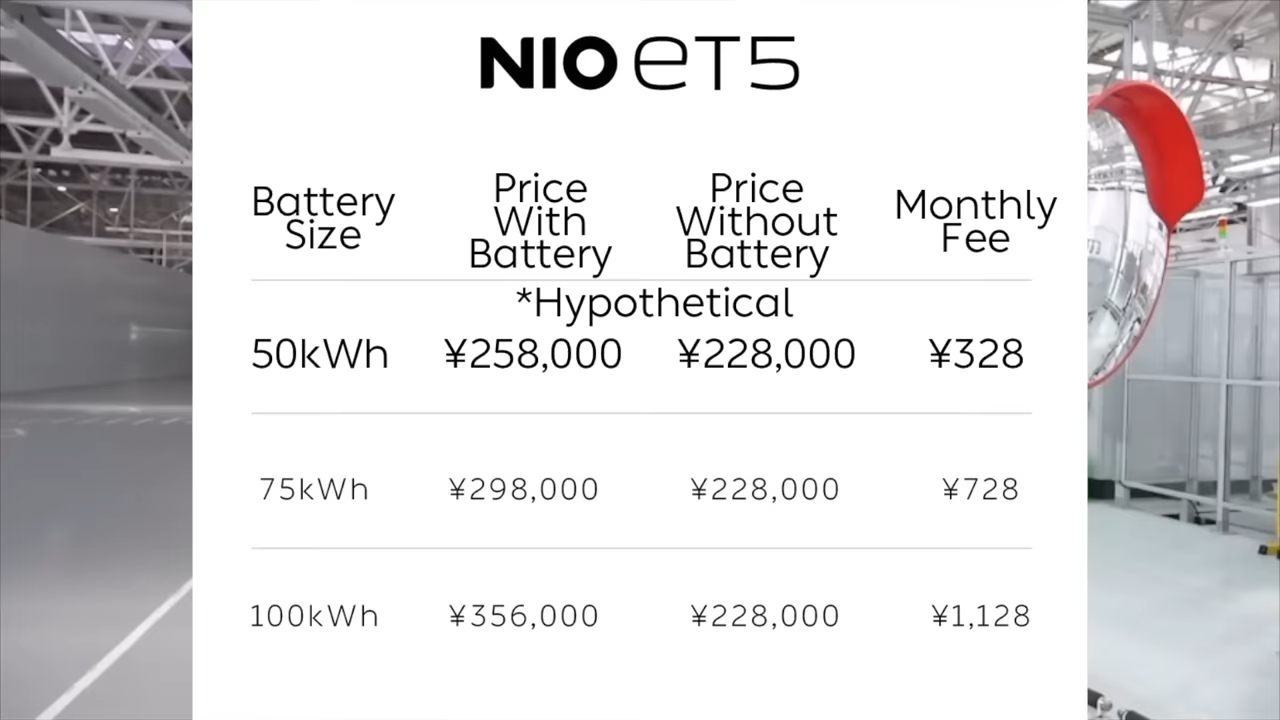 NIO eT5
Battery Size
Price With Battery
Price Without Battery
Monthly Fee
*Hypothetical
50kWh ¥258,000 ¥228,000 ¥328
75kWh ¥298,000 ¥228,000 ¥728
100kWh ¥356,000 ¥228,000 ¥1,128